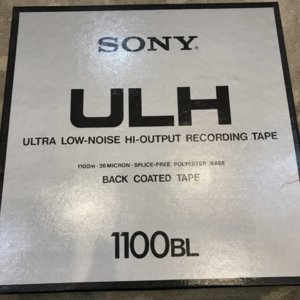 SONY®
ULH
ULTRA LOW-NOISE HI-OUTPUT RECORDING TAPE
1100m · 36 MICRON · SPLICE-FREE POLYESTER BASE
BACK COATED TAPE
1100BL